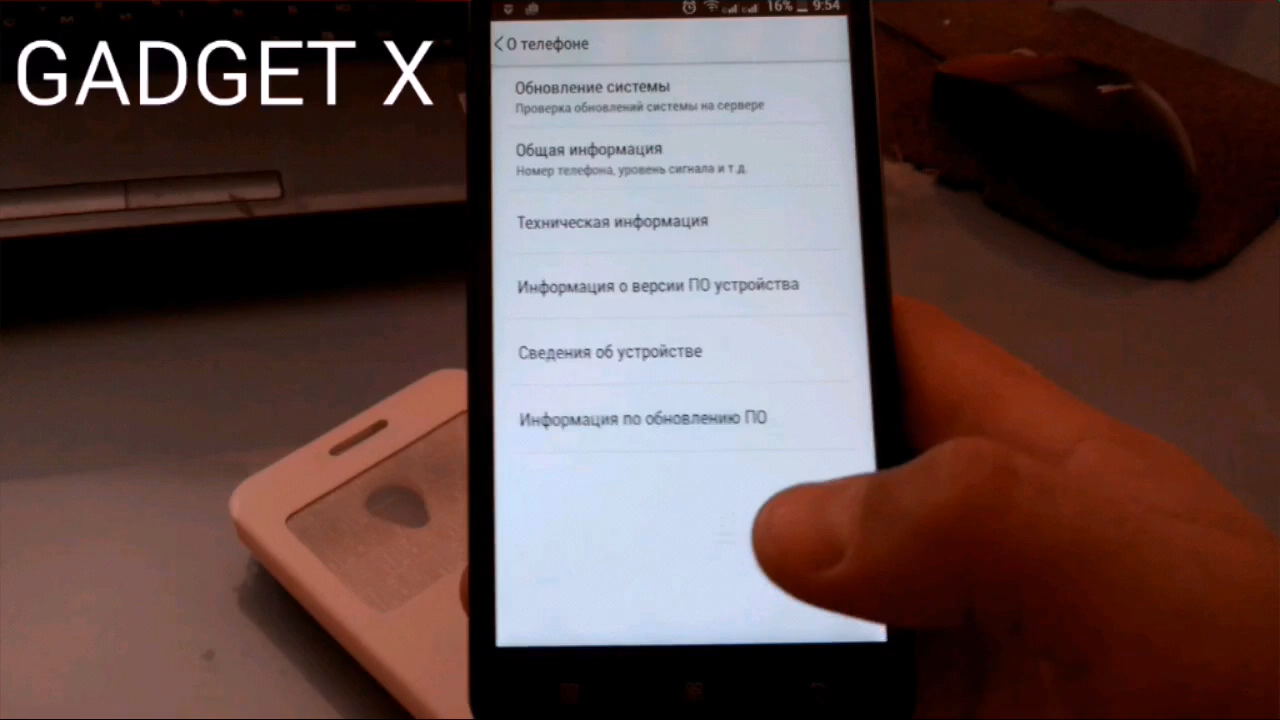 GADGET X
16% 9:54
О телефоне
Обновление системы
Проверка обновлений системы на сервере
Общая информация
Номер телефона, уровень сигнала и т.д.
Техническая информация
Информация о версии ПО устройства
Сведения об устройстве
Информация по обновлению ПО